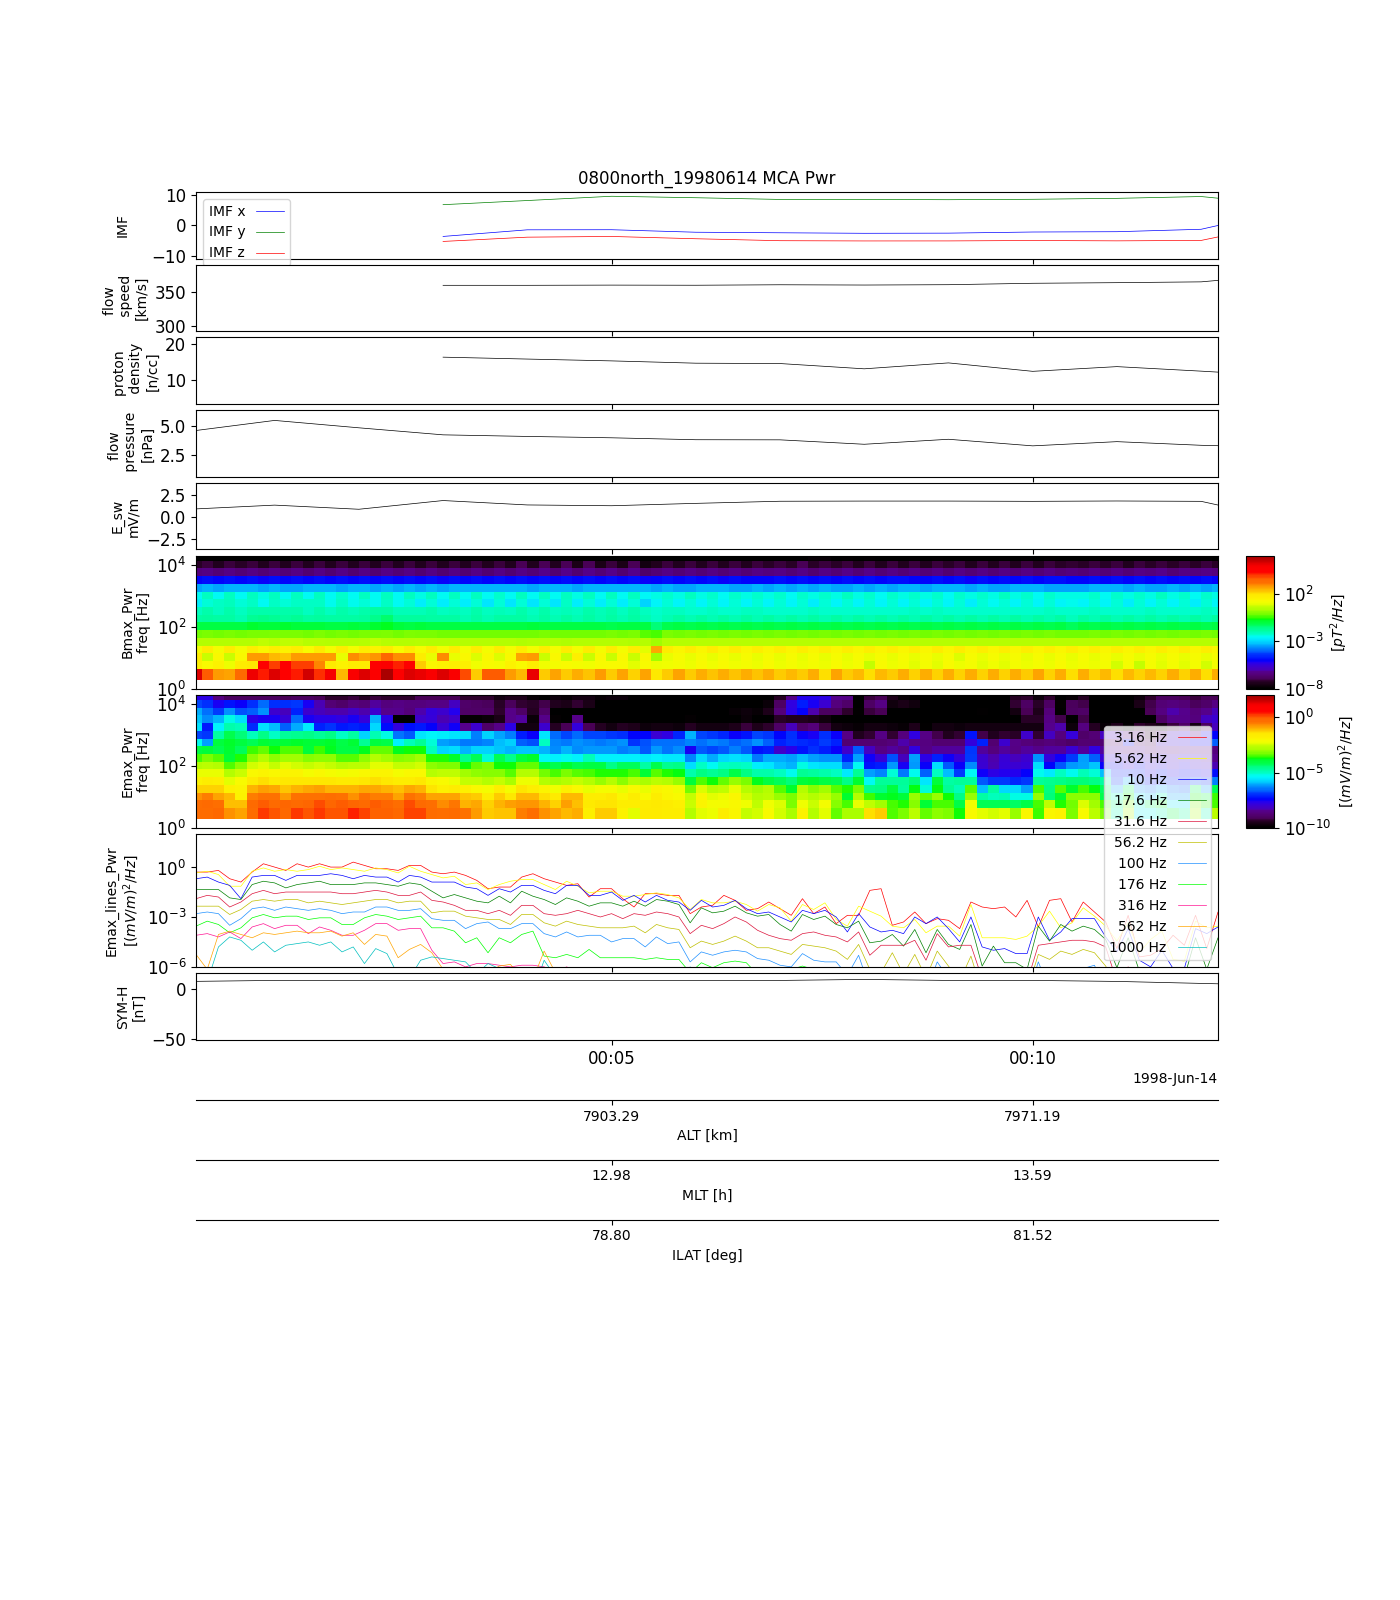 0800north_19980614 MCA Pwr
10
0
−10
IMF
IMF x
IMF y
IMF z
350
300
flow
speed
[km/s]
20
10
proton
density
[n/cc]
5.0
2.5
flow
pressure
[nPa]
2.5
0.0
−2.5
E_sw
mV/m
10^4
10^2
10^0
Bmax_Pwr
freq [Hz]
10^2
10^−3
10^−8
[pT^2/Hz]
10^4
10^2
10^0
Emax_Pwr
freq [Hz]
10^0
10^−5
10^−10
[(mV/m)^2/Hz]
3.16 Hz
5.62 Hz
10 Hz
17.6 Hz
31.6 Hz
56.2 Hz
100 Hz
176 Hz
316 Hz
562 Hz
1000 Hz
10^0
10^−3
10^−6
Emax_lines_Pwr
[(mV/m)^2/Hz]
0
−50
SYM-H
[nT]
00:05 00:10
1998-Jun-14
7903.29 7971.19
ALT [km]
12.98 13.59
MLT [h]
78.80 81.52
ILAT [deg]